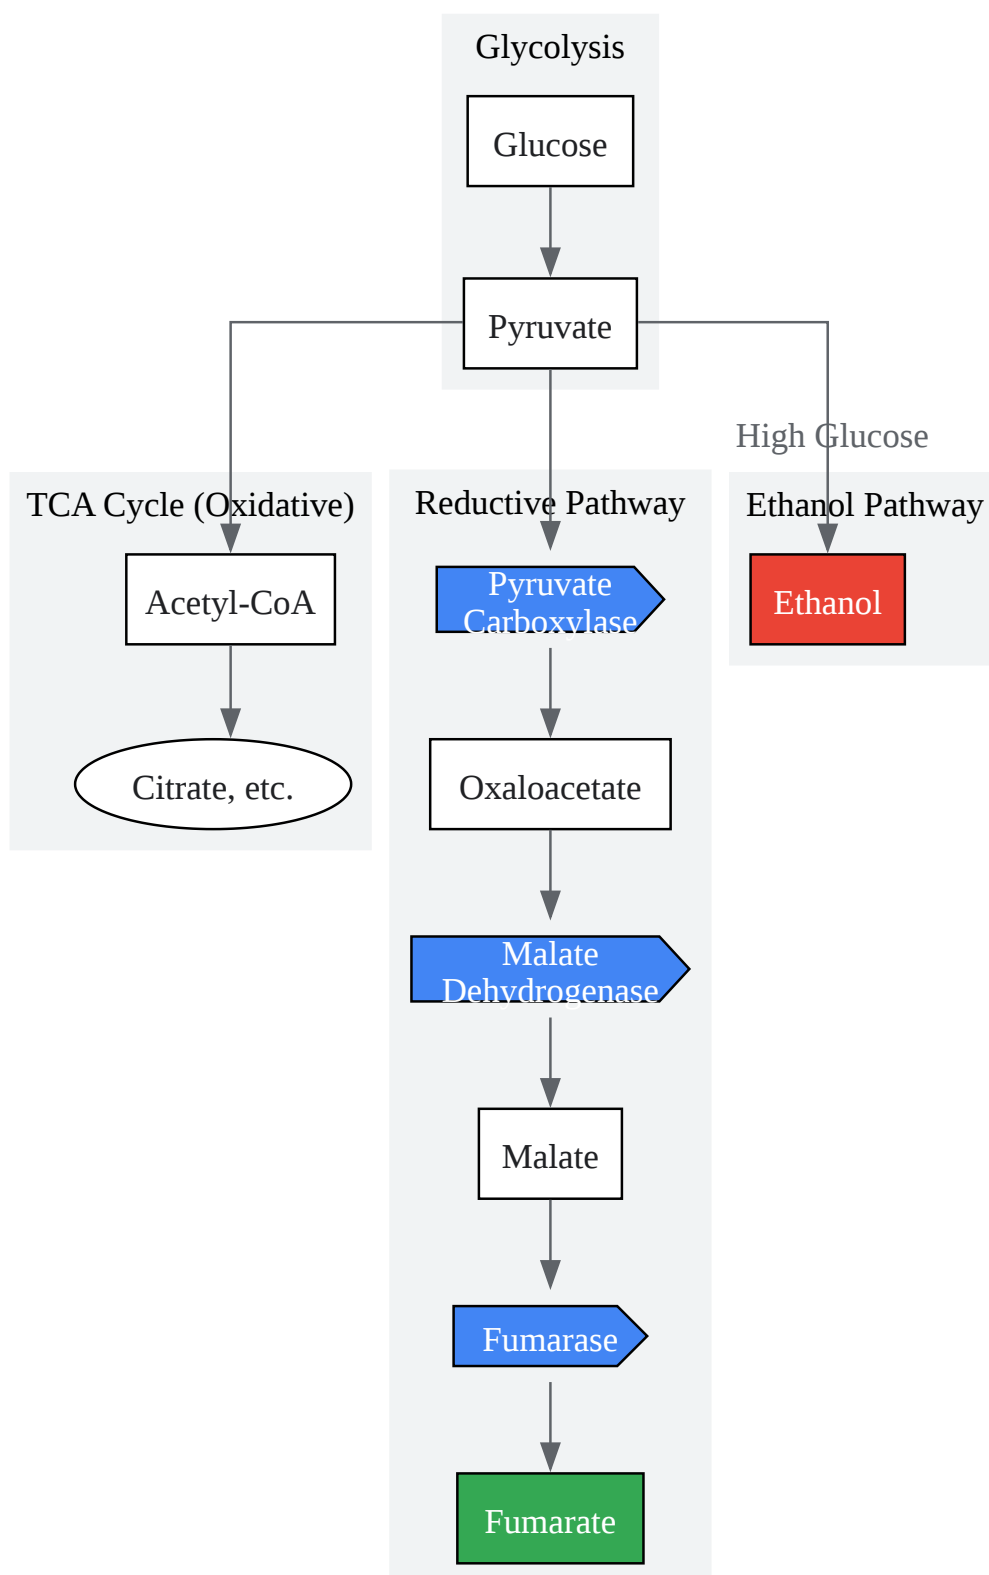 Glycolysis
Glucose
Pyruvate
High Glucose
TCA Cycle (Oxidative)
Reductive Pathway
Ethanol Pathway
Acetyl-CoA
Pyruvate
Carboxylase
Ethanol
Citrate, etc.
Oxaloacetate
Malate
Dehydrogenase
Malate
Fumarase
Fumarate